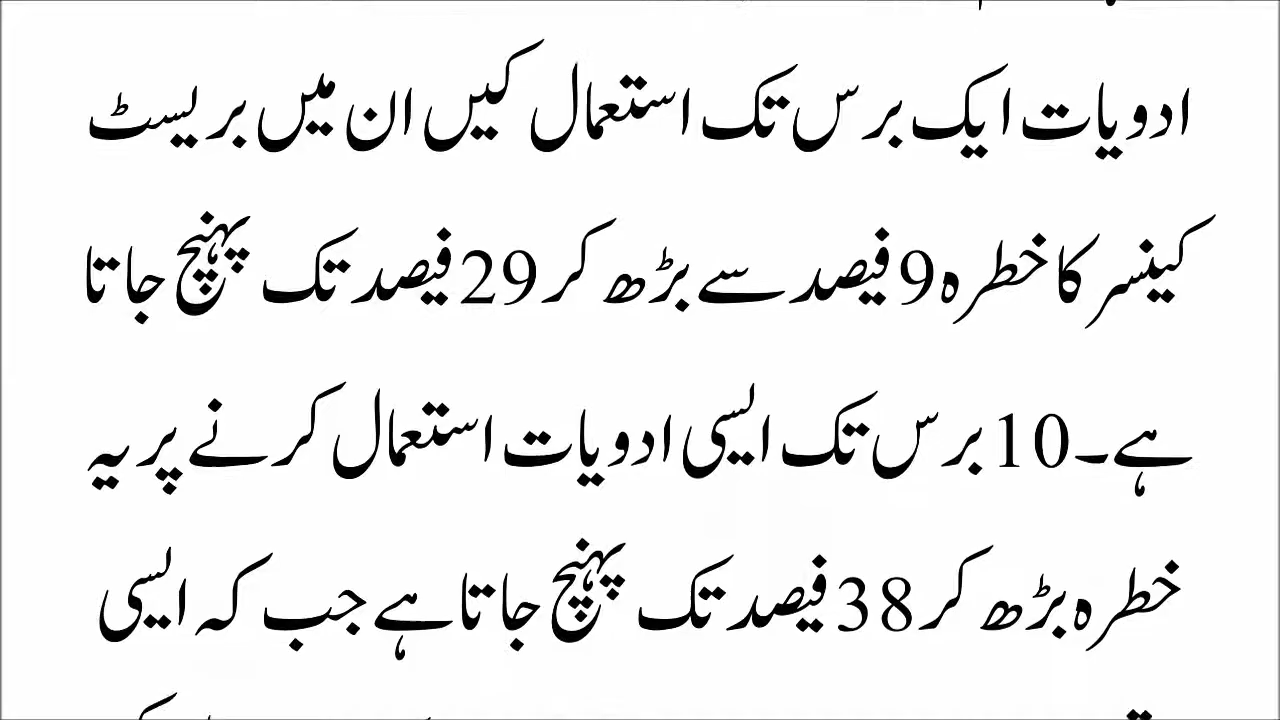 ادویات ایک برس تک استعمال کیں ان میں بریسٹ
کینسر کا خطرہ 9 فیصد سے بڑھ کر 29 فیصد تک پہنچ جاتا
ہے۔ 10 برس تک ایسی ادویات استعمال کرنے پر یہ
خطرہ بڑھ کر 38 فیصد تک پہنچ جاتا ہے جب کہ ایسی